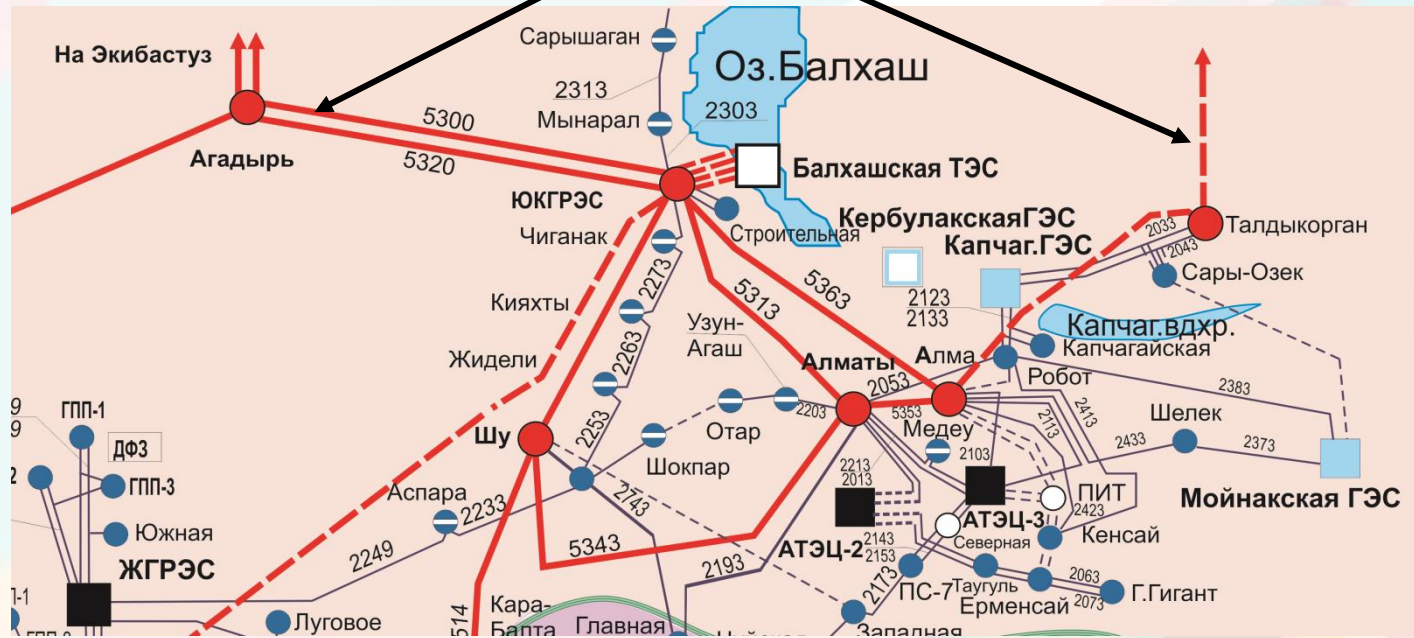 На Экибастуз
Сарышаган
Оз.Балхаш
2313
Мынарал
2303
5300
5320
Агадырь
Балхашская ТЭС
ЮКГРЭС
Строительная
КербулакскаяГЭС
Капчаг.ГЭС
2033
2043
Талдыкорган
Чиганак
Сары-Озек
2273
5313
5363
Кияхты
2123
2133
Узун-
Агаш
Капчаг.вдхр.
Капчагайская
2263
Жидели
Алматы
Алма
Робот
2053
2383
ГПП-1
ДФЗ
2203
5353
2113
2413
Шелек
Шу
2253
Отар
Медеу
2433
2373
Шокпар
2103
ГПП-3
2213
2013
ПИТ
Мойнакская ГЭС
Аспара
2233
2743
АТЭЦ-3
2423
Южная
Северная
Кенсай
5343
АТЭЦ-2
2143
2153
ЖГРЭС
2249
2193
2173
ПС-7
Таугуль
2063
Ерменсай
2073
Г.Гигант
Луговое
514
Кара-
Балта
Главная
Западная